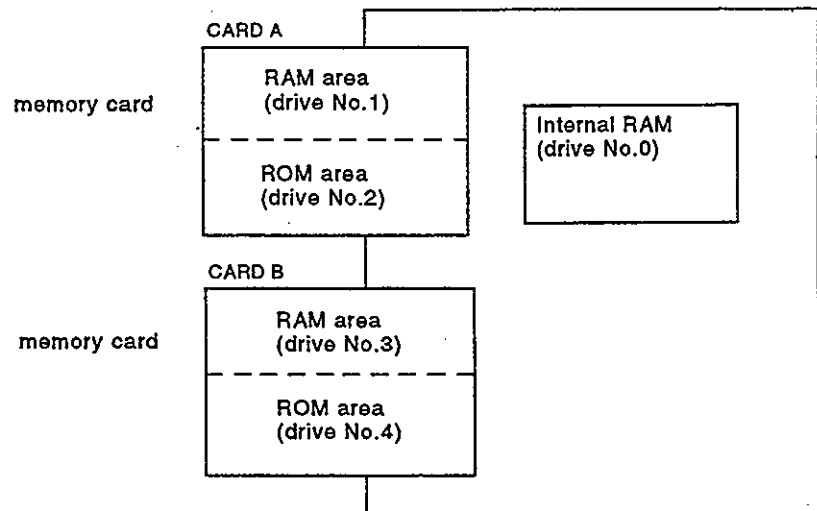 CARD A
memory card
RAM area
(drive No.1)
ROM area
(drive No.2)
Internal RAM
(drive No.0)
CARD B
memory card
RAM area
(drive No.3)
ROM area
(drive No.4)